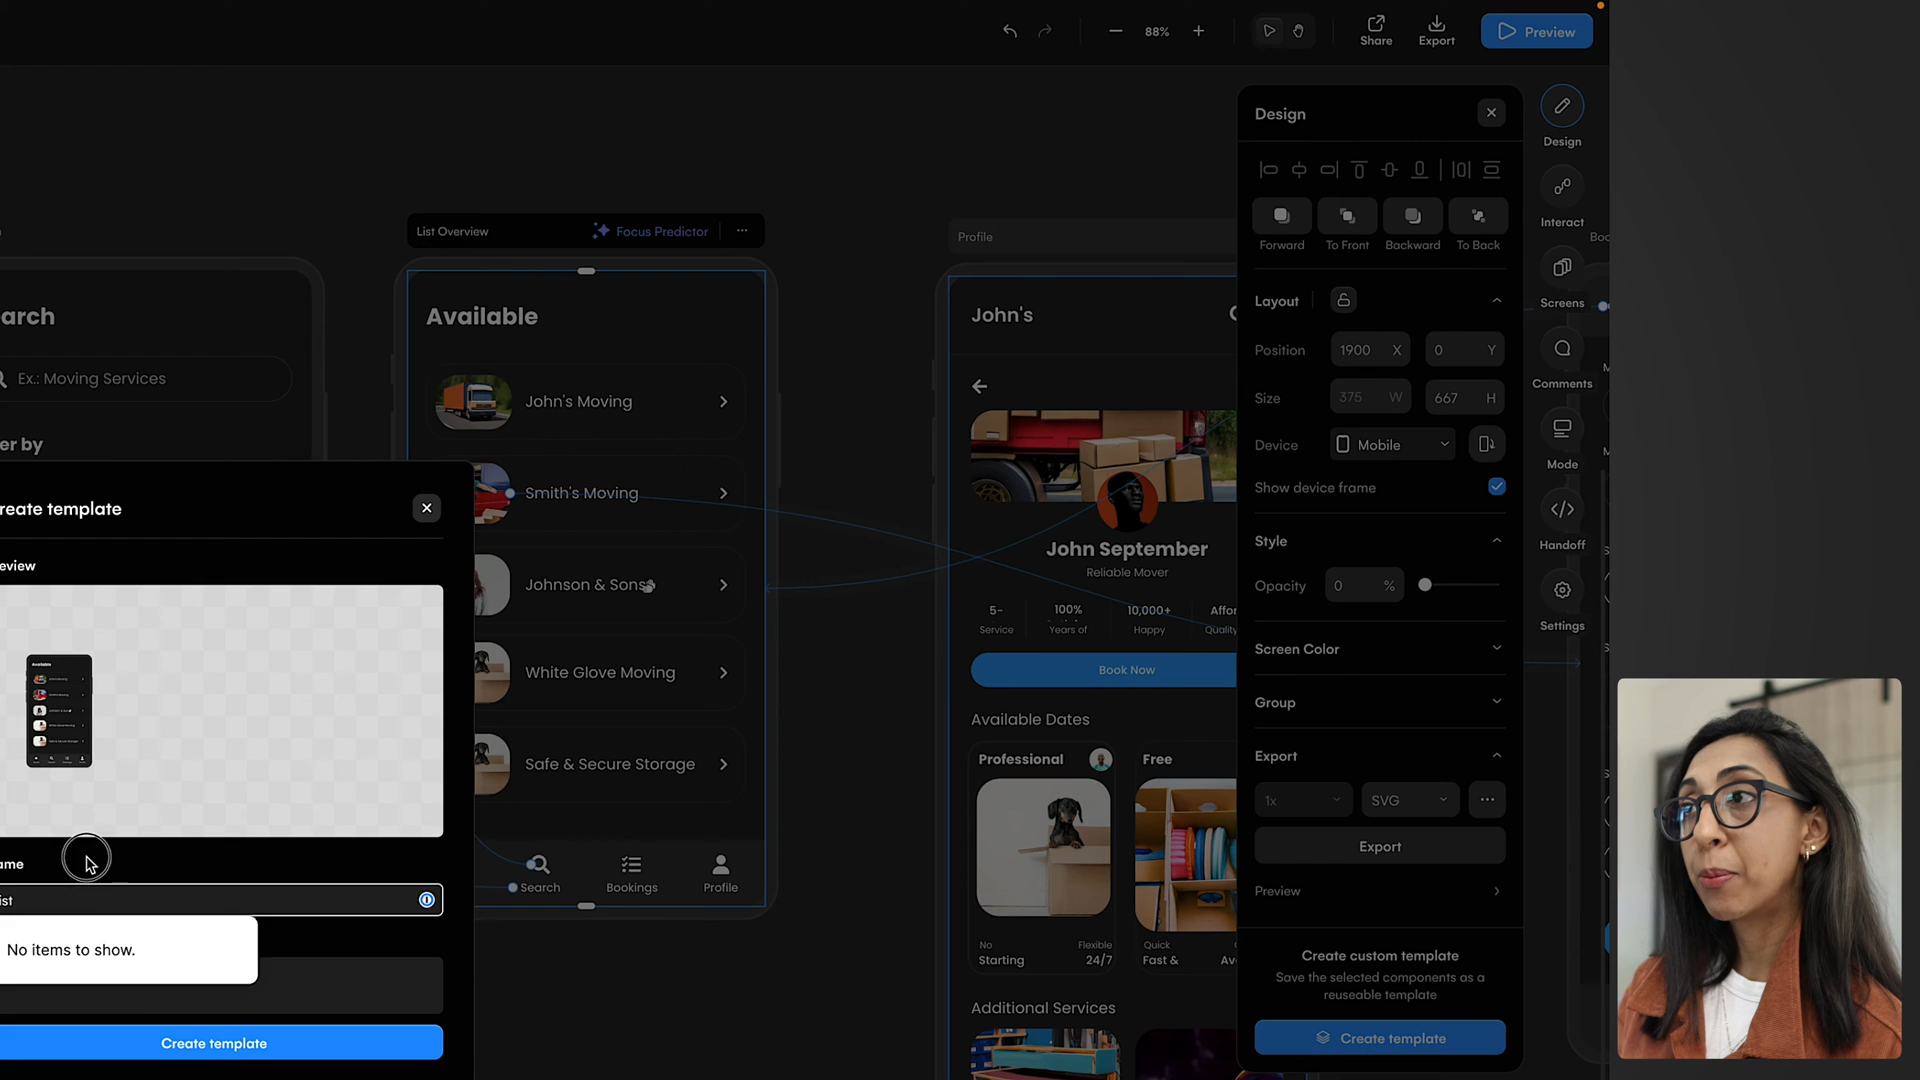 88%
Share
Export
Preview
Design
Design
Forward
To Front
Backward
To Back
Interact
Layout
Screens
Position
1900 X
0 Y
Size
375 W
667 H
Comments
Device
Mobile
Show device frame
Mode
Style
Handoff
Opacity
0 %
Settings
Screen Color
Group
Export
1x
SVG
Export
Preview
Create custom template
Save the selected components as a
reuseable template
Create template
List Overview
Focus Predictor
Available
John's Moving
Smith's Moving
Johnson & Sons
White Glove Moving
Safe & Secure Storage
Search
Bookings
Profile
Profile
John's
John September
Reliable Mover
5-
Service
100%
Years of
10,000+
Happy
Affor
Quality
Book Now
Available Dates
Professional
Free
No
Starting
Flexible
24/7
Quick
Fast &
Av
Additional Services
arch
Ex.: Moving Services
er by
reate template
eview
Available
ame
ist
No items to show.
Create template
Boo